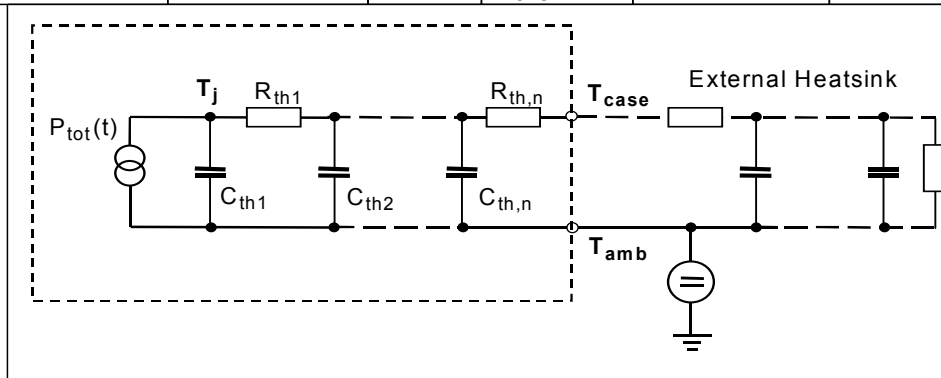 External Heatsink
Tj
Rth1
Rth,n
Tcase
Ptot(t)
Cth1
Cth2
Cth,n
Tamb